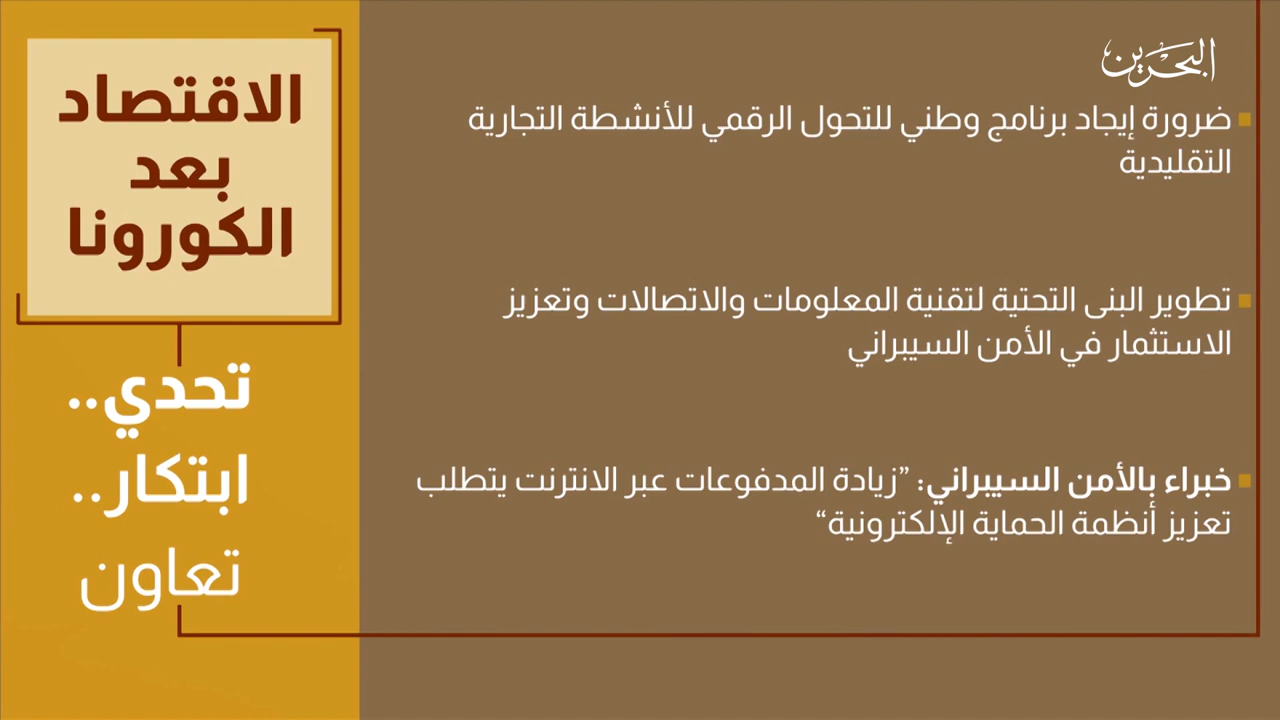 البحرين
الاقتصاد
بعد
الكورونا
تحدي..
ابتكار..
تعاون
ضرورة إيجاد برنامج وطني للتحول الرقمي للأنشطة التجارية
التقليدية
تطوير البنى التحتية لتقنية المعلومات والاتصالات وتعزيز
الاستثمار في الأمن السيبراني
خبراء بالأمن السيبراني: ”زيادة المدفوعات عبر الانترنت يتطلب
تعزيز أنظمة الحماية الإلكترونية“